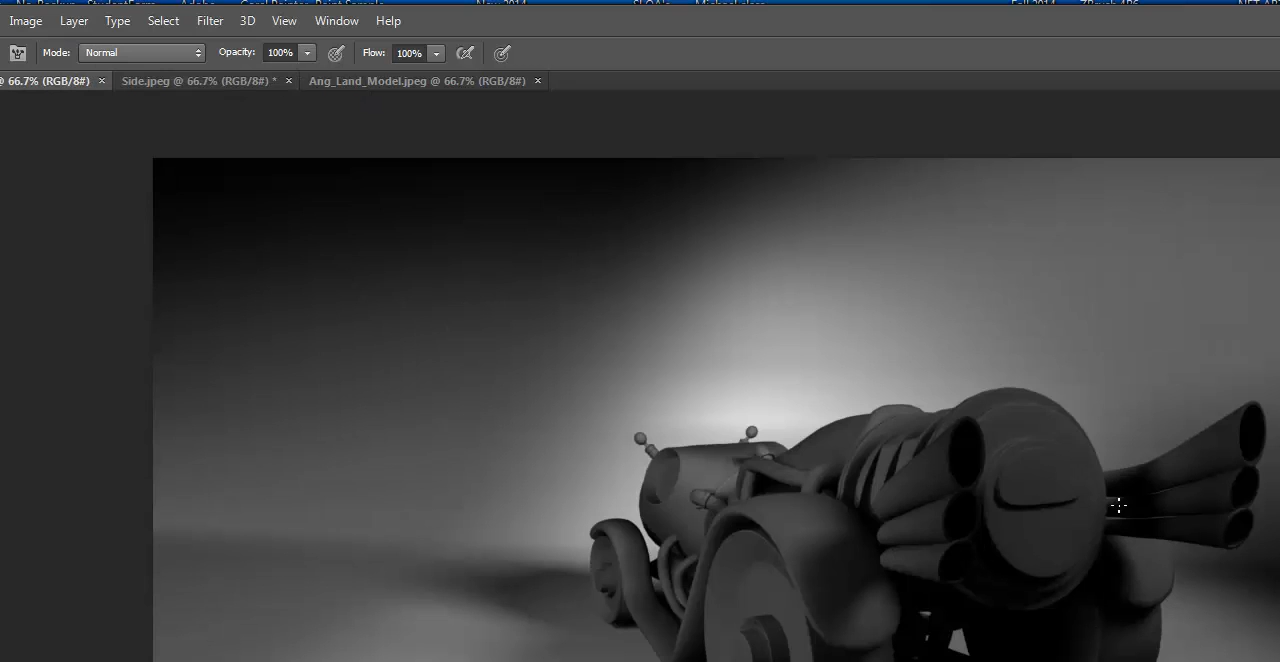 Image Layer Type Select Filter 3D View Window Help
Mode: Normal Opacity: 100% Flow: 100%
@ 66.7% (RGB/8#) × Side.jpeg @ 66.7% (RGB/8#) * × Ang_Land_Model.jpeg @ 66.7% (RGB/8#) ×